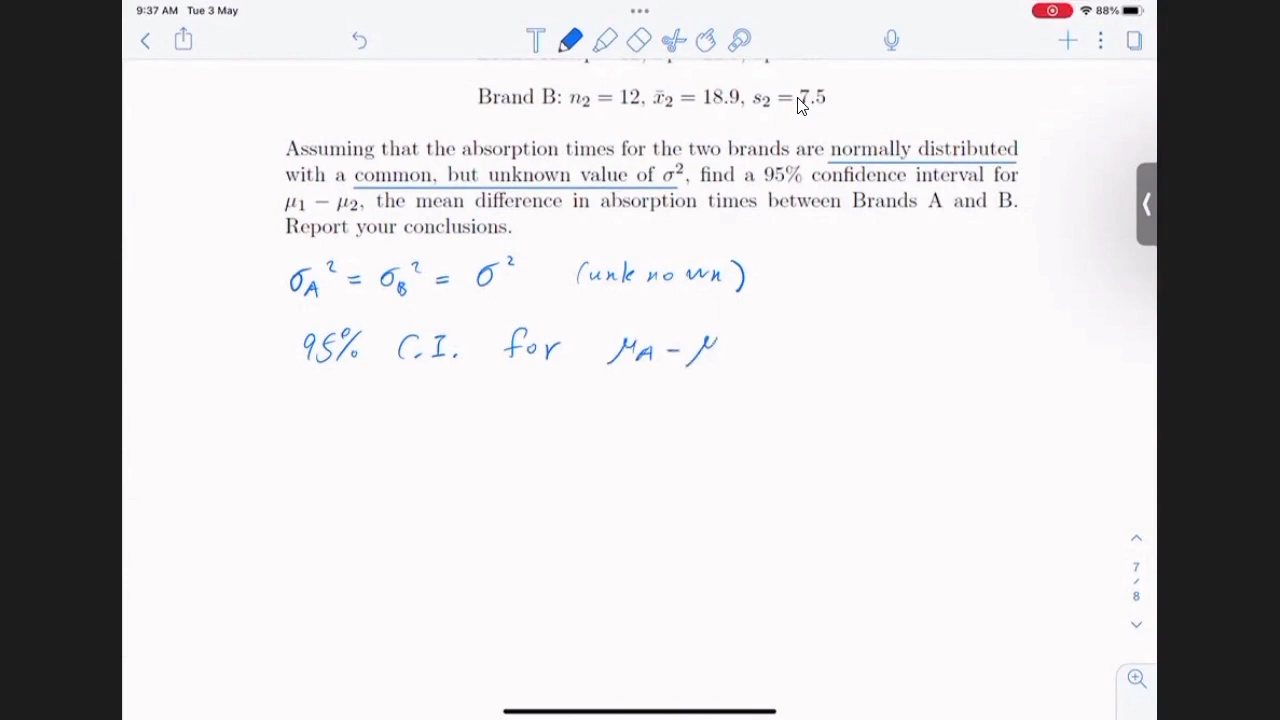 9:37 AM Tue 3 May
88%
T
Brand B: n₂ = 12, x̄₂ = 18.9, s₂ = 7.5
Assuming that the absorption times for the two brands are normally distributed
with a common, but unknown value of σ², find a 95% confidence interval for
μ₁ − μ₂, the mean difference in absorption times between Brands A and B.
Report your conclusions.
σ_A² = σ_B² = σ² (unknown)
95% C.I. for μ_A − μ
7
/
8